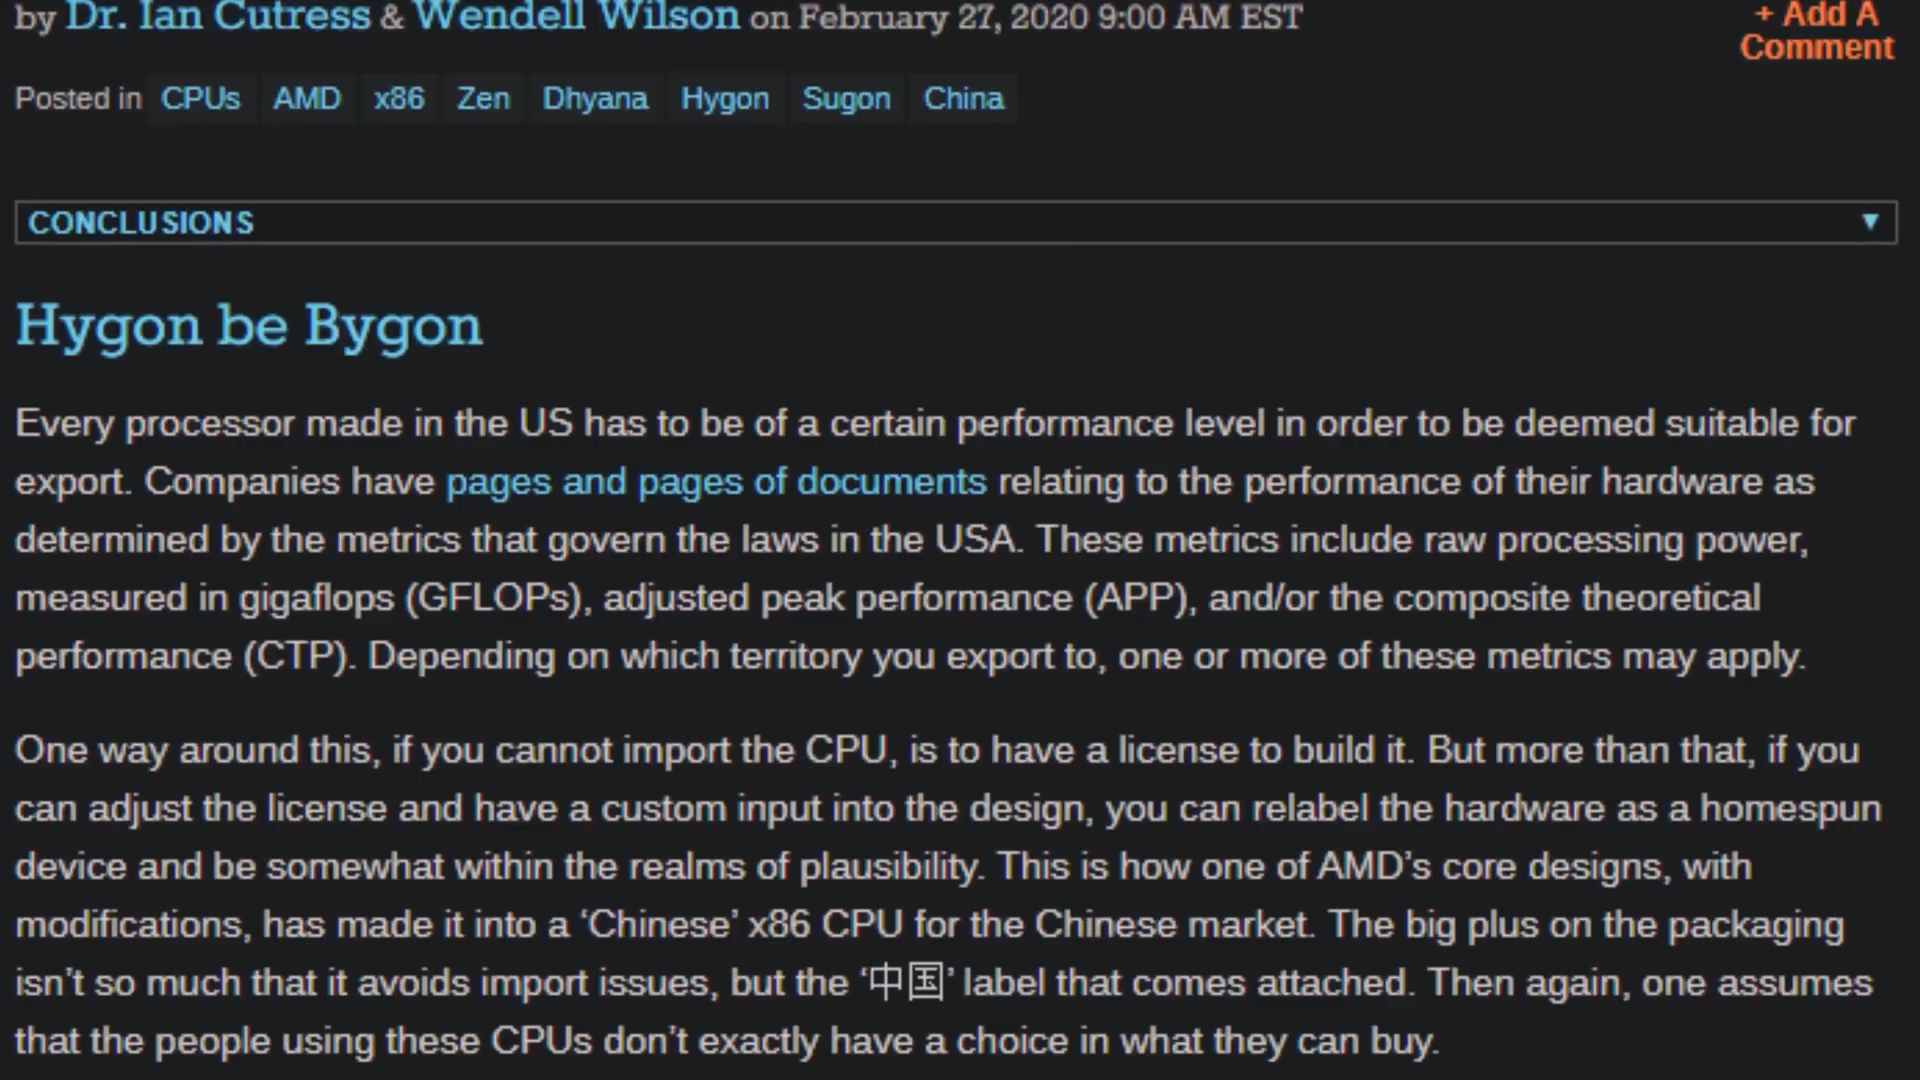 by Dr. Ian Cutress & Wendell Wilson on February 27, 2020 9:00 AM EST
+ Add A
Comment
Posted in CPUs AMD x86 Zen Dhyana Hygon Sugon China
CONCLUSIONS ▼
Hygon be Bygon
Every processor made in the US has to be of a certain performance level in order to be deemed suitable for
export. Companies have pages and pages of documents relating to the performance of their hardware as
determined by the metrics that govern the laws in the USA. These metrics include raw processing power,
measured in gigaflops (GFLOPs), adjusted peak performance (APP), and/or the composite theoretical
performance (CTP). Depending on which territory you export to, one or more of these metrics may apply.
One way around this, if you cannot import the CPU, is to have a license to build it. But more than that, if you
can adjust the license and have a custom input into the design, you can relabel the hardware as a homespun
device and be somewhat within the realms of plausibility. This is how one of AMD’s core designs, with
modifications, has made it into a ‘Chinese’ x86 CPU for the Chinese market. The big plus on the packaging
isn’t so much that it avoids import issues, but the ‘中国’ label that comes attached. Then again, one assumes
that the people using these CPUs don’t exactly have a choice in what they can buy.